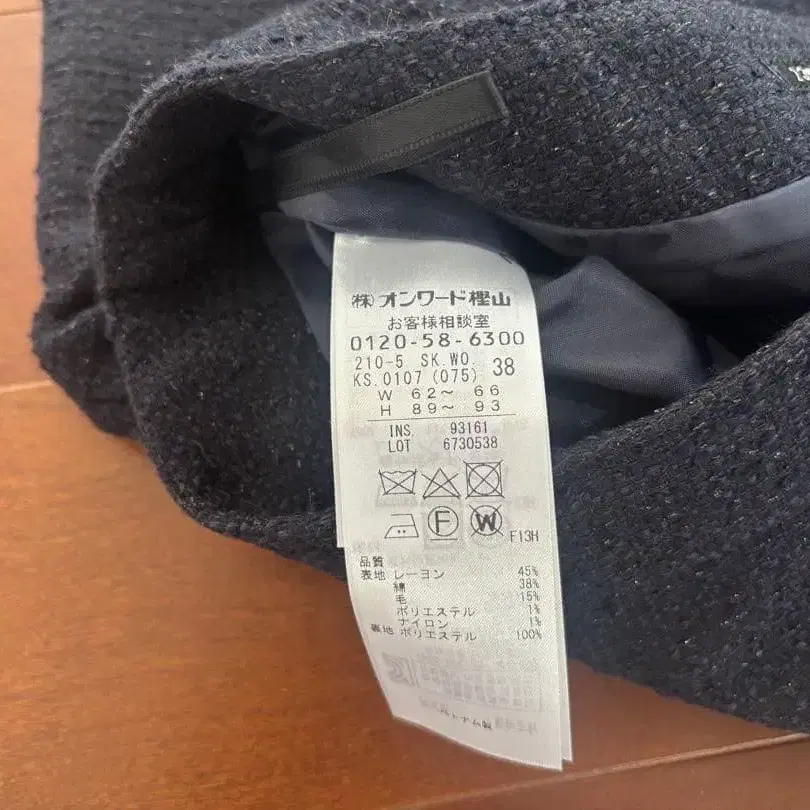 (株)オンワード樫山
お客様相談室
0120-58-6300
210-5 SK.WO. 38
KS.0107 (075)
W 62～ 66
H 89～ 93
INS. 93161
LOT 6730538
F
W
F13H
品質
表地 レーヨン 45%
綿 38%
毛 15%
ポリエステル 1%
ナイロン 1%
裏地 ポリエステル 100%